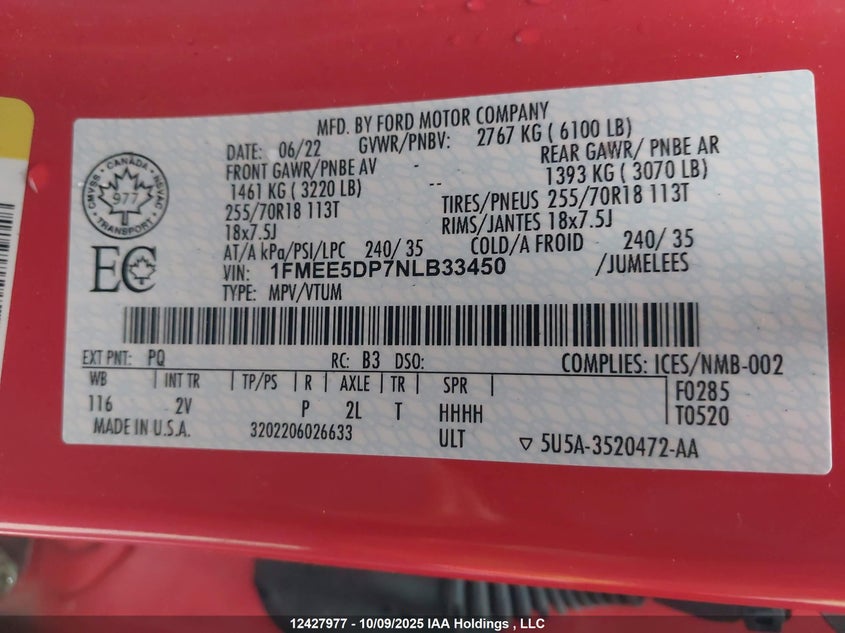 MFD. BY FORD MOTOR COMPANY
DATE: 06/22 GVWR/PNBV: 2767 KG ( 6100 LB)
FRONT GAWR/PNBE AV REAR GAWR/ PNBE AR
1461 KG ( 3220 LB) -- 1393 KG ( 3070 LB)
255/70R18 113T TIRES/PNEUS 255/70R18 113T
18x7.5J RIMS/JANTES 18x7.5J
AT/A kPa/PSI/LPC 240/ 35 COLD/A FROID 240/ 35
VIN: 1FMEE5DP7NLB33450 /JUMELEES
TYPE: MPV/VTUM
CANADA
CMVSS NSVAC
977
TRANSPORT
EC
EXT PNT: PQ RC: B3 DSO: COMPLIES: ICES/NMB-002
WB INT TR TP/PS R AXLE TR SPR F0285
116 2V P 2L T HHHH T0520
MADE IN U.S.A. 3202206026633 ULT ▽ 5U5A-3520472-AA
12427977 - 10/09/2025 IAA Holdings , LLC